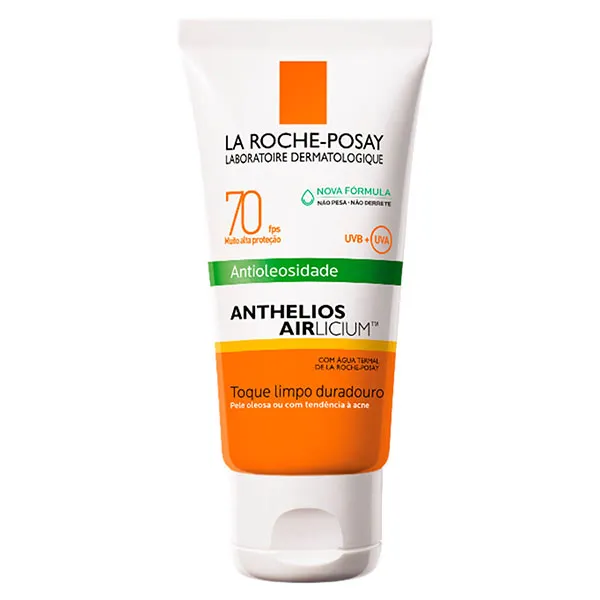 LA ROCHE-POSAY
LABORATOIRE DERMATOLOGIQUE
NOVA FÓRMULA
NÃO PESA • NÃO DERRETE
70 fps
Muito alta proteção
UVB + UVA
Antioleosidade
ANTHELIOS
AIRLICIUM™
COM ÁGUA TERMAL
DE LA ROCHE-POSAY
Toque limpo duradouro
Pele oleosa ou com tendência à acne